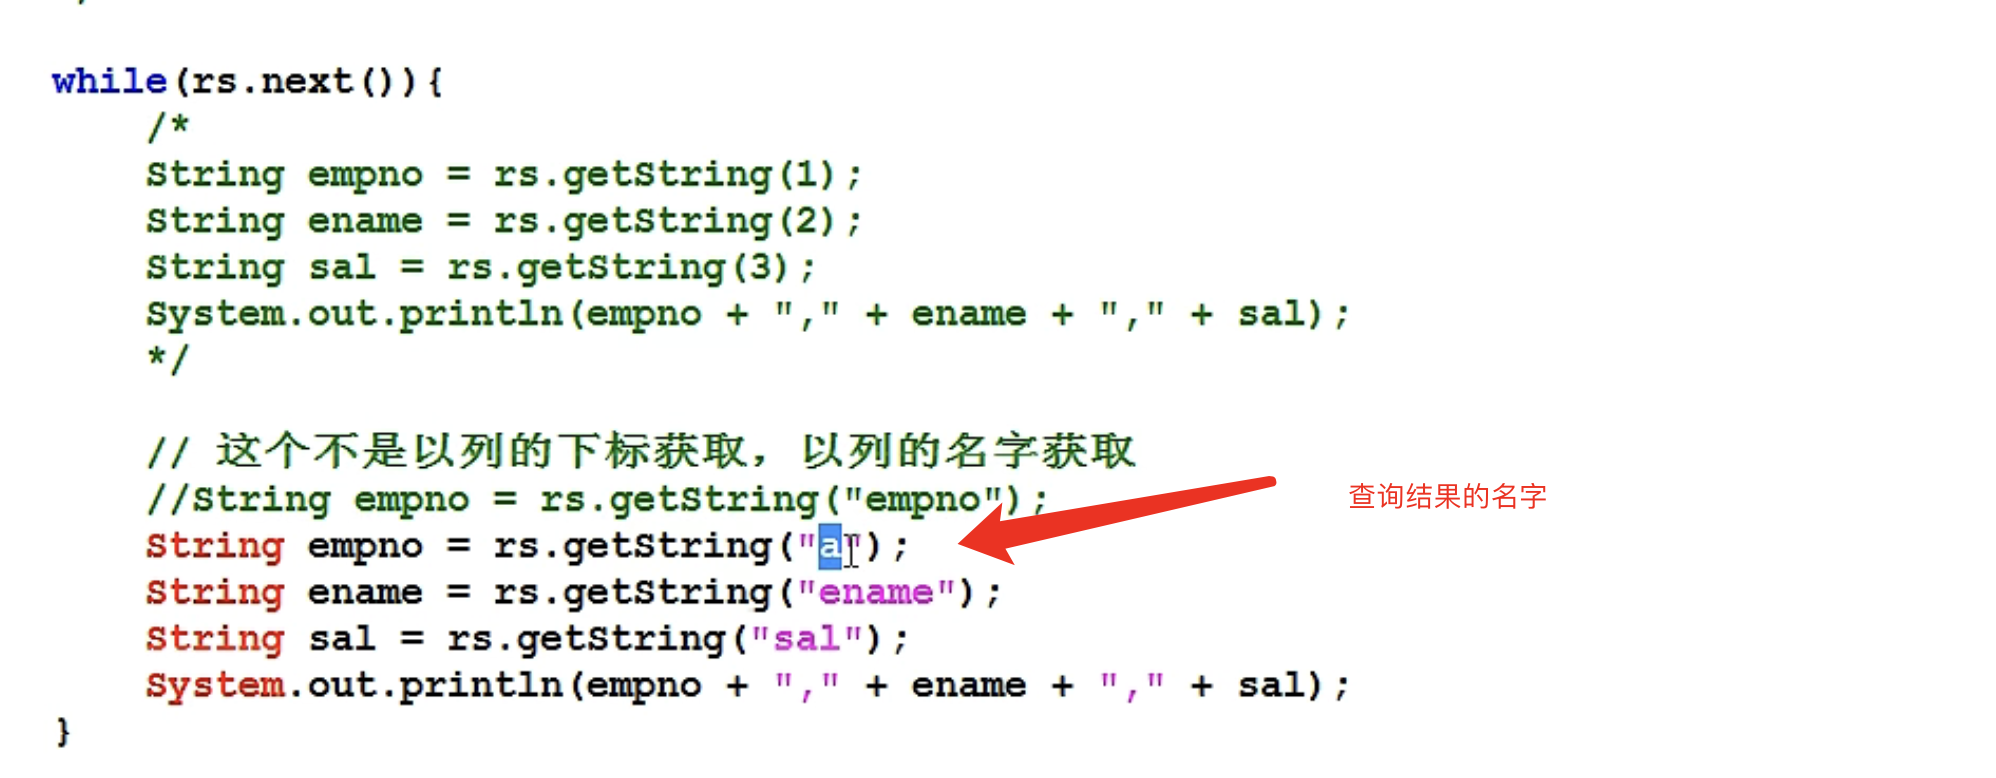 while(rs.next()){
/*
String empno = rs.getString(1);
String ename = rs.getString(2);
String sal = rs.getString(3);
System.out.println(empno + "," + ename + "," + sal);
*/
// 这个不是以列的下标获取，以列的名字获取
//String empno = rs.getString("empno");
String empno = rs.getString("a");
查询结果的名字
String ename = rs.getString("ename");
String sal = rs.getString("sal");
System.out.println(empno + "," + ename + "," + sal);
}